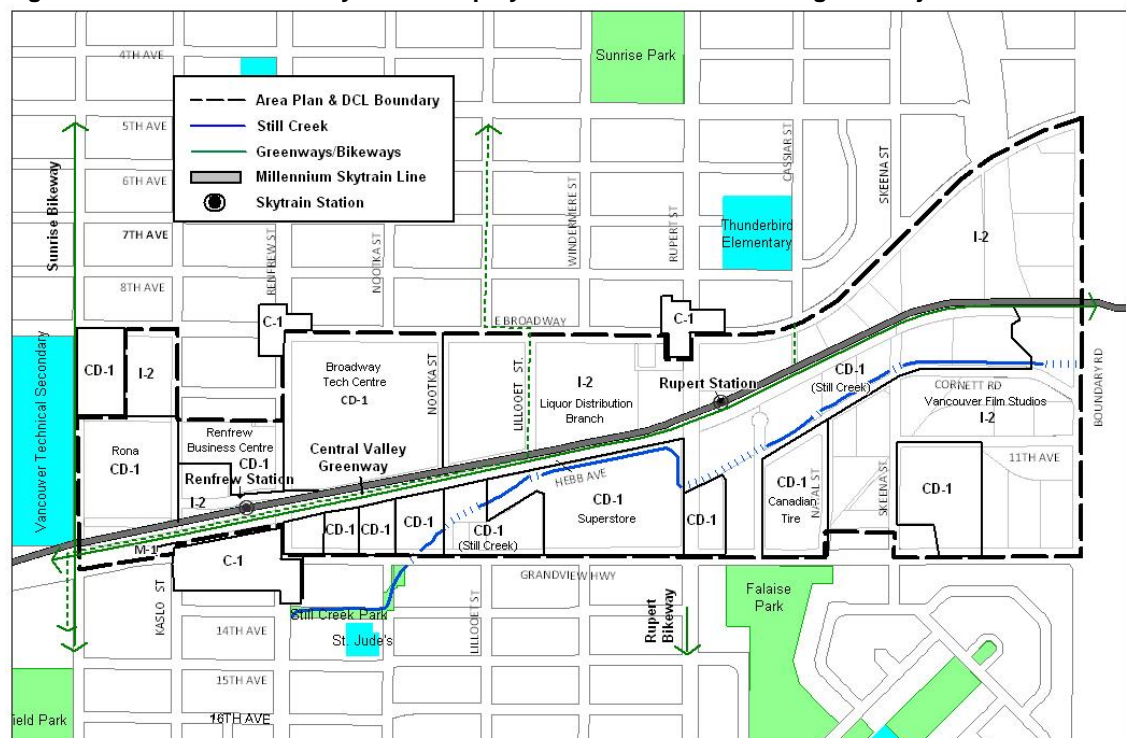 4TH AVE
Sunrise Park
Area Plan & DCL Boundary
Still Creek
Greenways/Bikeways
Millennium Skytrain Line
Skytrain Station
5TH AVE
6TH AVE
7TH AVE
8TH AVE
Sunrise Bikeway
RENFREW ST
NOOTKA ST
WINDERMERE ST
RUPERT ST
CASSIAR ST
SKEENA ST
Thunderbird
Elementary
I-2
C-1
E BROADWAY
C-1
Vancouver Technical Secondary
CD-1
I-2
Broadway
Tech Centre
CD-1
NOOTKA ST
LILLOOET ST.
I-2
Liquor Distribution
Branch
Rupert Station
CD-1
(Still Creek)
CORNETT RD
Vancouver Film Studios
I-2
BOUNDARY RD
Rona
CD-1
Renfrew
Business Centre
CD-1
Renfrew Station
I-2
Central Valley
Greenway
HEBB AVE
11TH AVE
CD-1
Superstore
CD-1
CD-1
CD-1
CD-1
(Still Creek)
CD-1
CD-1
Canadian
Tire
NATAL ST
SKEENA ST
CD-1
M-1
C-1
GRANDVIEW HWY
KASLO ST
Still Creek Park
St. Jude's
LILLOOET ST
Rupert
Bikeway
Falaise
Park
14TH AVE
15TH AVE
16TH AVE
ield Park